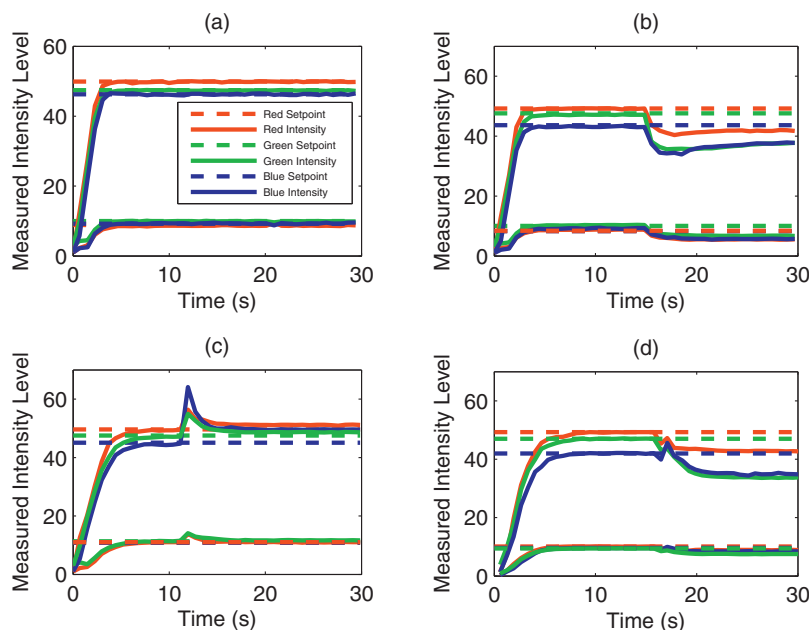 (a)
Measured Intensity Level
60
50
40
30
20
10
0
0 10 20 30
Time (s)
Red Setpoint
Red Intensity
Green Setpoint
Green Intensity
Blue Setpoint
Blue Intensity
(b)
Measured Intensity Level
60
40
20
0
0 10 20 30
Time (s)
(c)
Measured Intensity Level
60
40
20
0
0 10 20 30
Time (s)
(d)
Measured Intensity Level
60
40
20
0
0 10 20 30
Time (s)